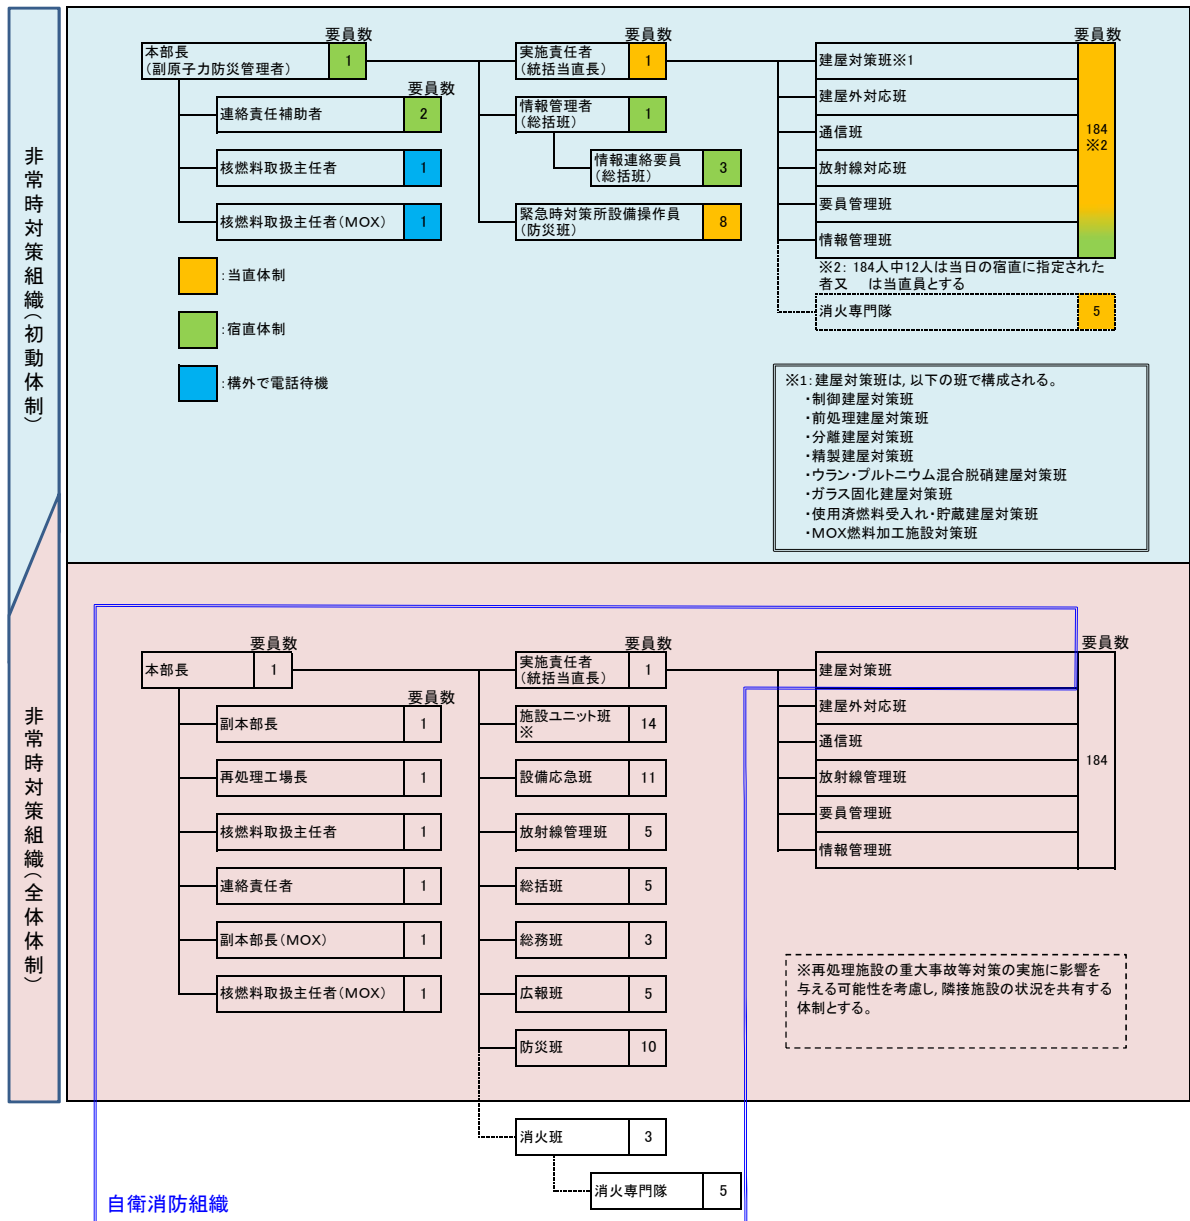 非常時対策組織(初動体制)
要員数
本部長
(副原子力防災管理者)
1
要員数
連絡責任補助者
2
核燃料取扱主任者
1
核燃料取扱主任者(MOX)
1
:当直体制
:宿直体制
:構外で電話待機
要員数
実施責任者
(統括当直長)
1
情報管理者
(総括班)
1
情報連絡要員
(総括班)
3
緊急時対策所設備操作員
(防災班)
8
要員数
建屋対策班※1
建屋外対応班
通信班
放射線対応班
要員管理班
情報管理班
184
※2
※2: 184人中12人は当日の宿直に指定された
者又 は当直員とする
消火専門隊
5
※1:建屋対策班は,以下の班で構成される。
・制御建屋対策班
・前処理建屋対策班
・分離建屋対策班
・精製建屋対策班
・ウラン・プルトニウム混合脱硝建屋対策班
・ガラス固化建屋対策班
・使用済燃料受入れ・貯蔵建屋対策班
・MOX燃料加工施設対策班
非常時対策組織(全体体制)
要員数
本部長
1
要員数
副本部長
1
再処理工場長
1
核燃料取扱主任者
1
連絡責任者
1
副本部長(MOX)
1
核燃料取扱主任者(MOX)
1
要員数
実施責任者
(統括当直長)
1
施設ユニット班
※
14
設備応急班
11
放射線管理班
5
総括班
5
総務班
3
広報班
5
防災班
10
消火班
3
消火専門隊
5
要員数
建屋対策班
建屋外対応班
通信班
放射線管理班
要員管理班
情報管理班
184
※再処理施設の重大事故等対策の実施に影響を
与える可能性を考慮し,隣接施設の状況を共有する
体制とする。
自衛消防組織